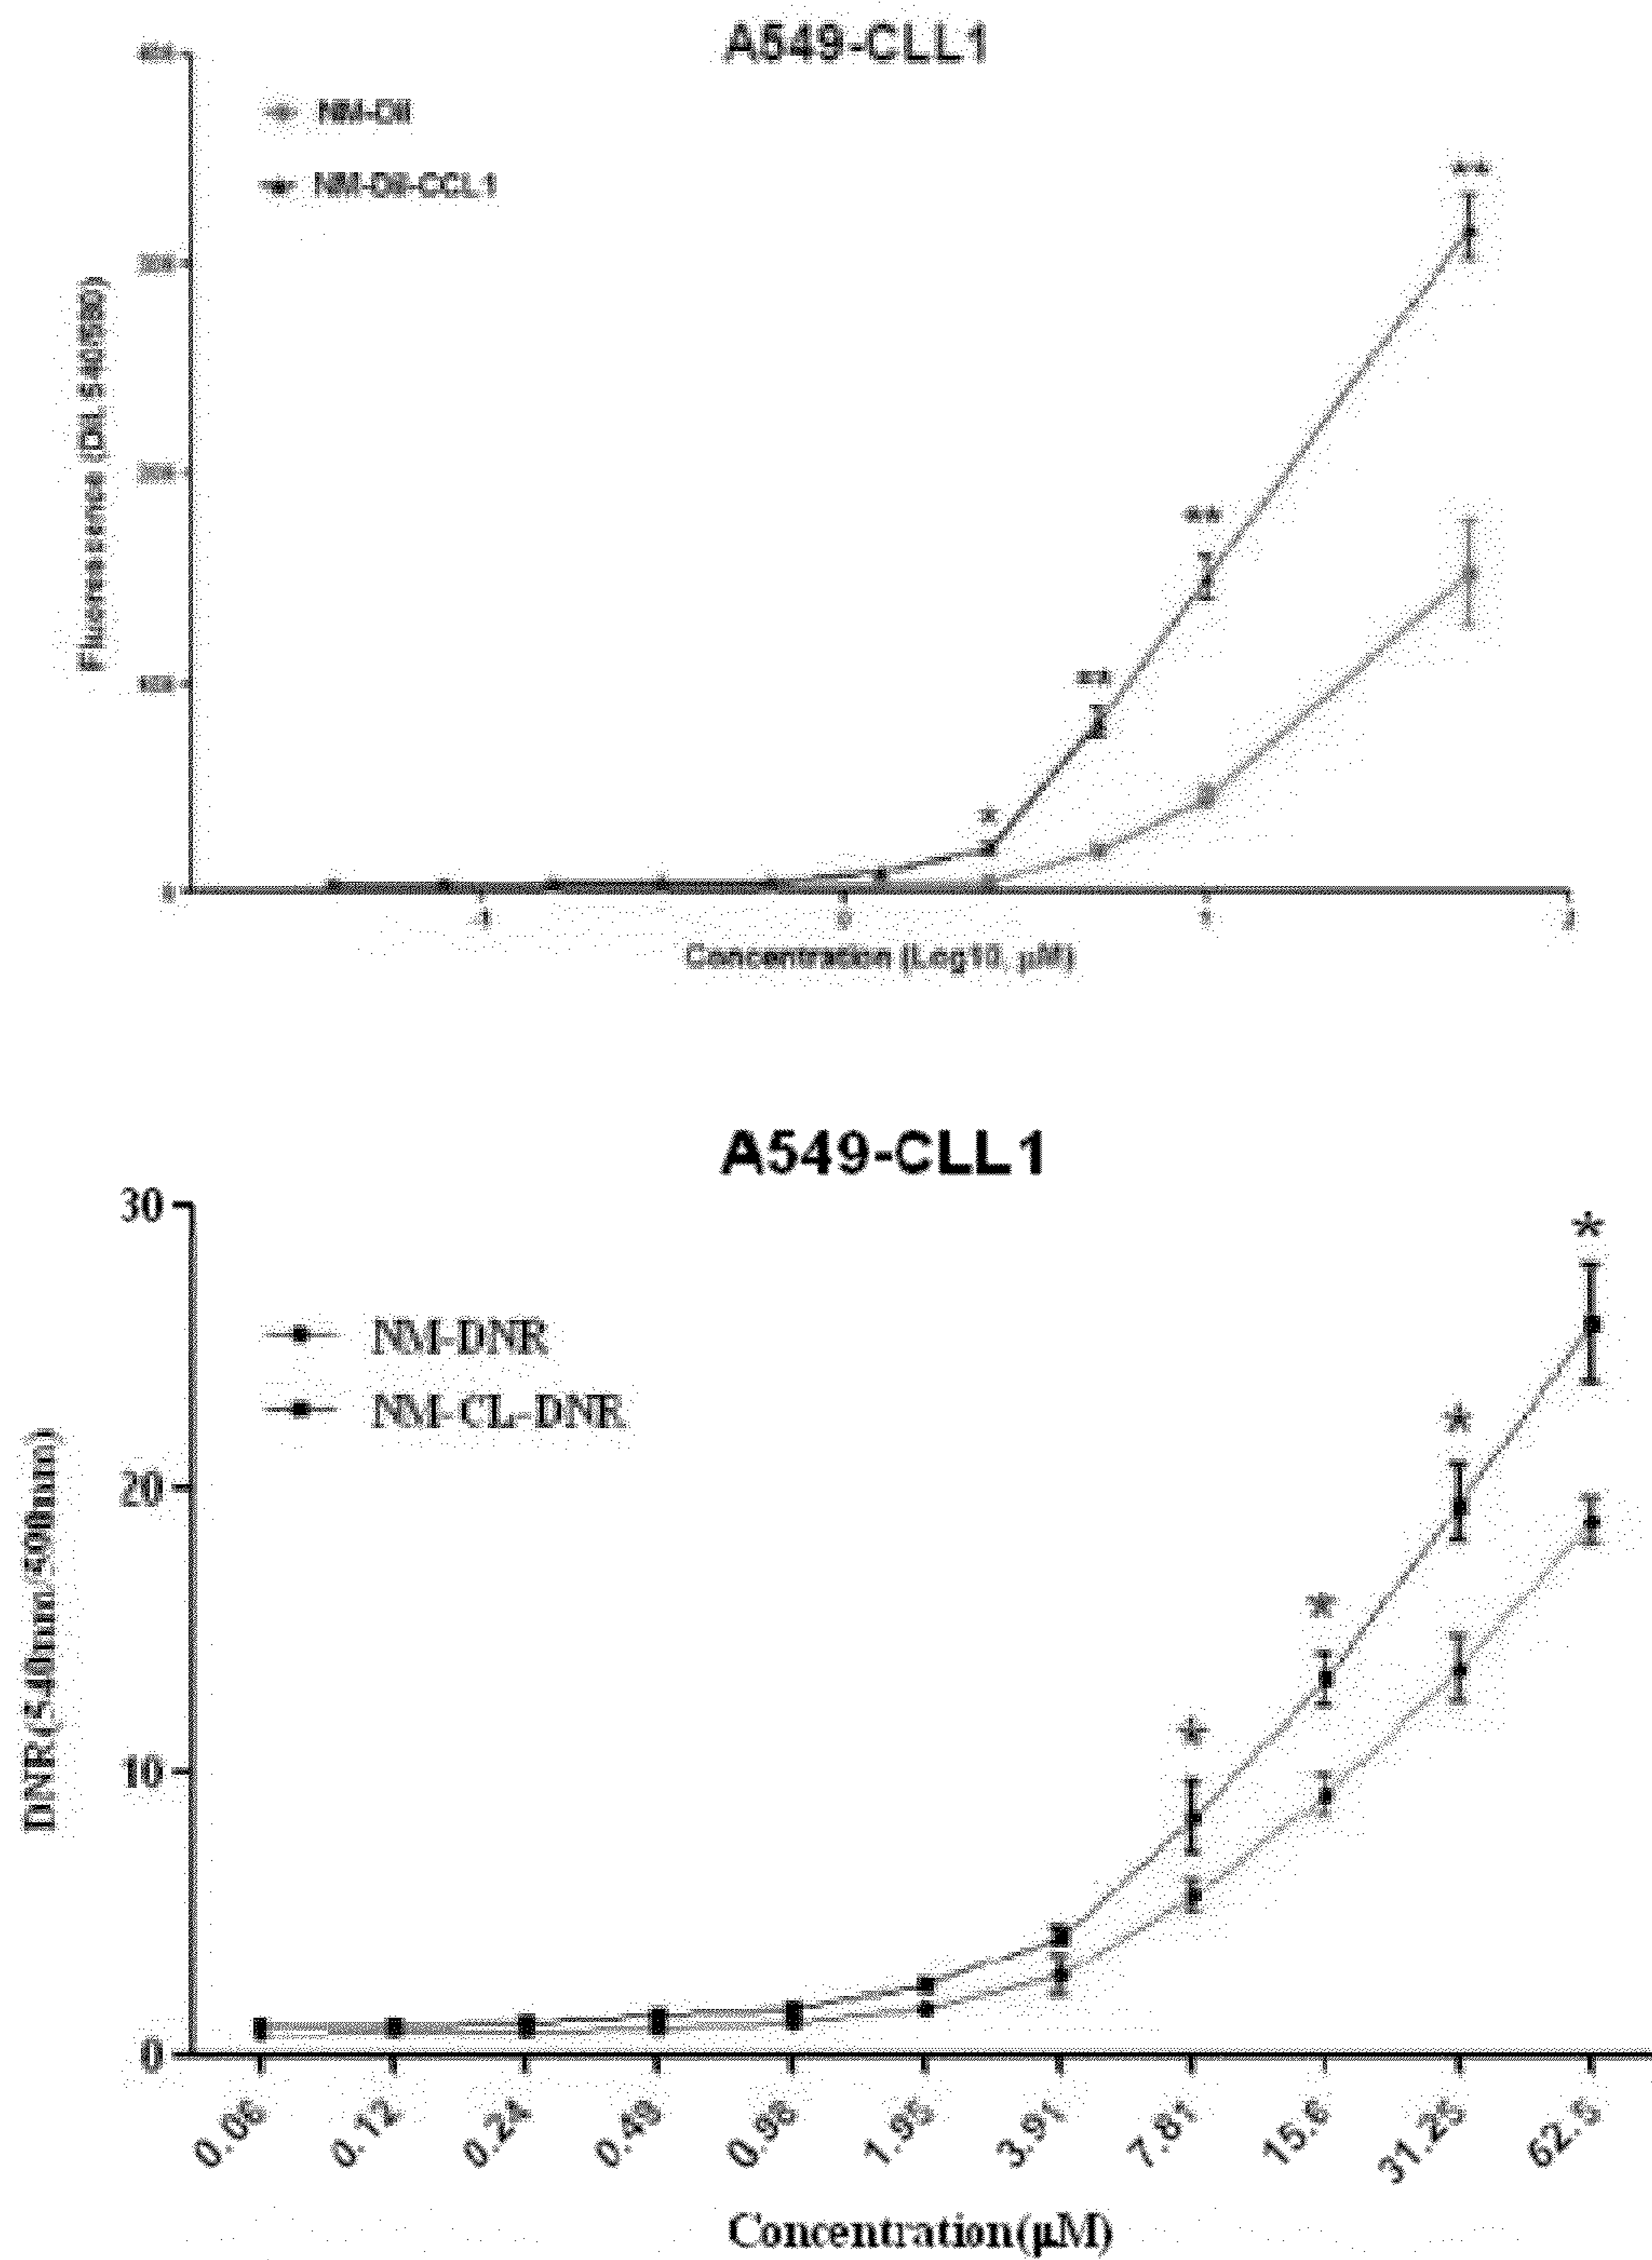 A549-CLL1
NM-DiI
NM-DiI-CCL1
Fluorescence
0
-1
0
1
2
Concentration (Log10, µM)
A549-CLL1
30
NM-DNR
NM-CL-DNR
20
DNR(540nm/590nm)
10
0
0.06
0.12
0.24
0.49
0.98
1.95
3.91
7.81
15.6
31.25
62.5
Concentration(µM)